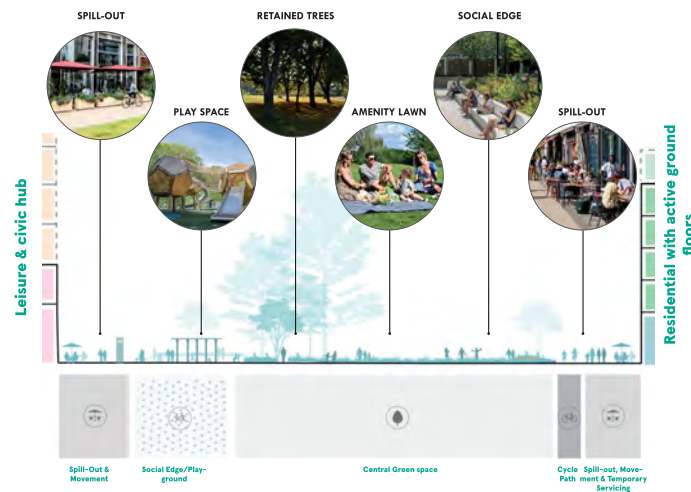 SPILL-OUT
RETAINED TREES
SOCIAL EDGE
PLAY SPACE
AMENITY LAWN
SPILL-OUT
Leisure & civic hub
Residential with active ground
floors
Spill-Out &
Movement
Social Edge/Play-
ground
Central Green space
Cycle
Path
Spill-out, Move-
ment & Temporary
Servicing